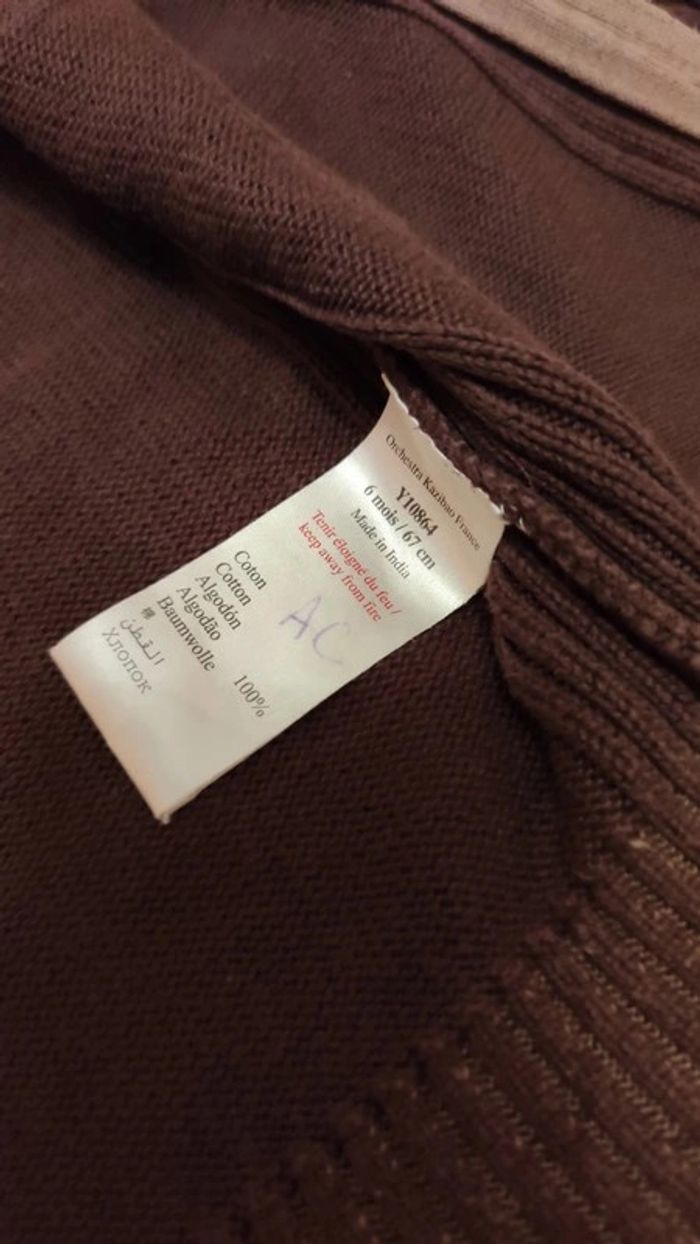 Orchestra Kazibao France
Y10864
6 mois / 67 cm
Made in India
Tenir éloigné du feu /
keep away from fire
AC
Coton
Cotton
Algodón
Algodão
Baumwolle 100%
棉
القطن
Хлопок